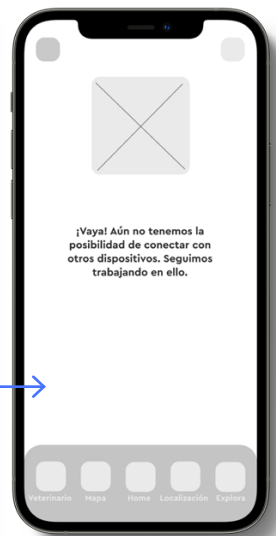 ¡Vaya! Aún no tenemos la
posibilidad de conectar con
otros dispositivos. Seguimos
trabajando en ello.
Veterinario Mapa Home Localización Explora